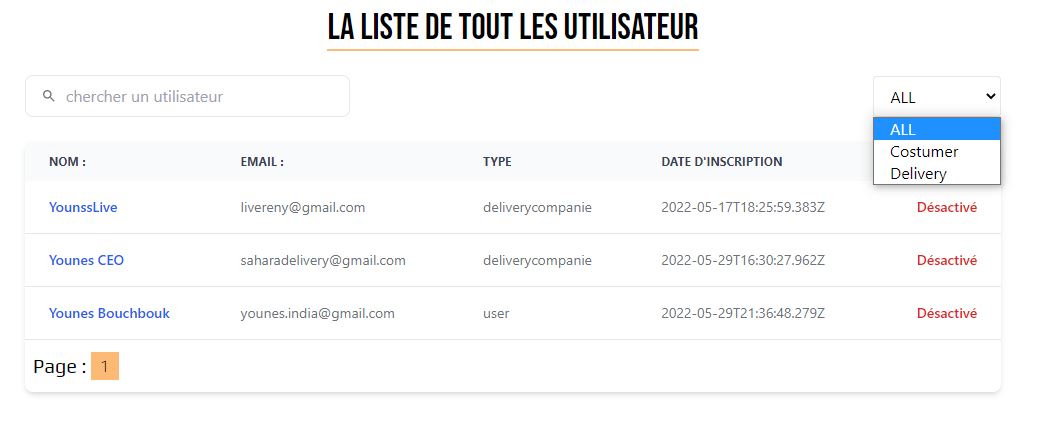 LA LISTE DE TOUT LES UTILISATEUR
chercher un utilisateur
ALL
ALL
Costumer
Delivery
NOM : EMAIL : TYPE DATE D'INSCRIPTION
YounssLive livereny@gmail.com deliverycompanie 2022-05-17T18:25:59.383Z Désactivé
Younes CEO saharadelivery@gmail.com deliverycompanie 2022-05-29T16:30:27.962Z Désactivé
Younes Bouchbouk younes.india@gmail.com user 2022-05-29T21:36:48.279Z Désactivé
Page : 1